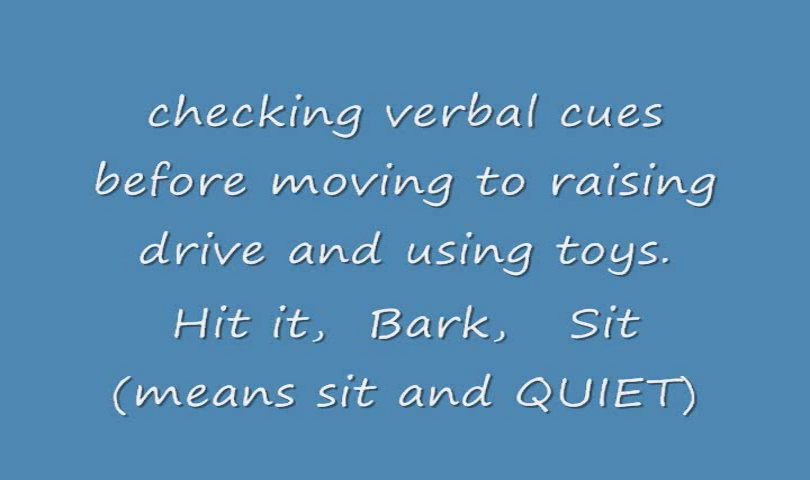 checking verbal cues
before moving to raising
drive and using toys.
Hit it, Bark, Sit
(means sit and QUIET)